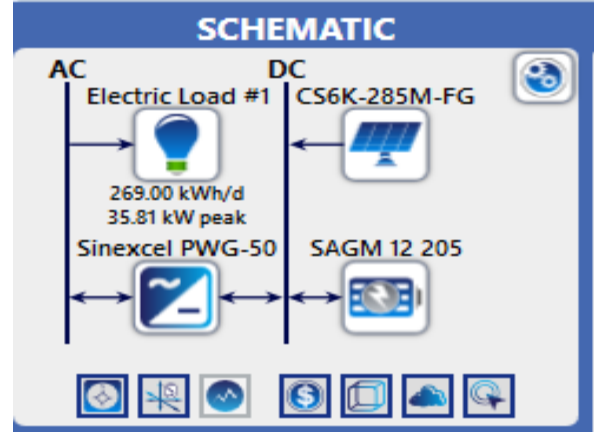 SCHEMATIC
AC DC
Electric Load #1 CS6K-285M-FG
269.00 kWh/d
35.81 kW peak
Sinexcel PWG-50 SAGM 12 205